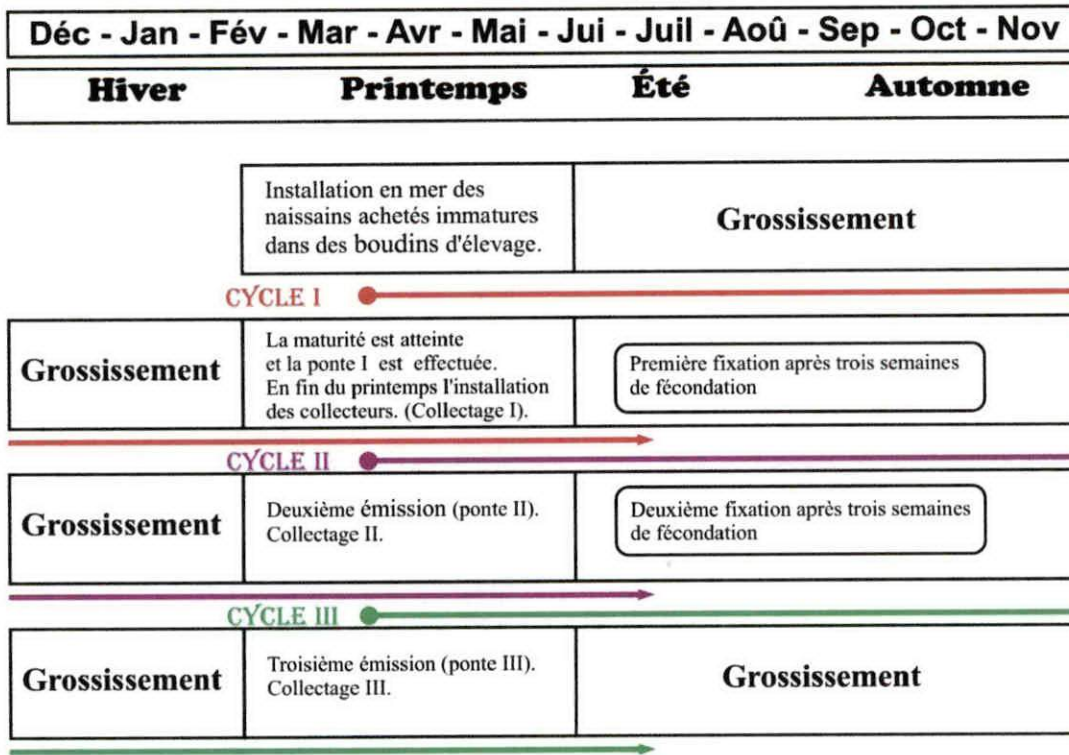 Déc - Jan - Fév - Mar - Avr - Mai - Jui - Juil - Aoû - Sep - Oct - Nov
Hiver Printemps Été Automne
Installation en mer des
naissains achetés immatures
dans des boudins d'élevage.
Grossissement
CYCLE I
Grossissement
La maturité est atteinte
et la ponte I est effectuée.
En fin du printemps l'installation
des collecteurs. (Collectage I).
Première fixation après trois semaines
de fécondation
CYCLE II
Grossissement
Deuxième émission (ponte II).
Collectage II.
Deuxième fixation après trois semaines
de fécondation
CYCLE III
Grossissement
Troisième émission (ponte III).
Collectage III.
Grossissement